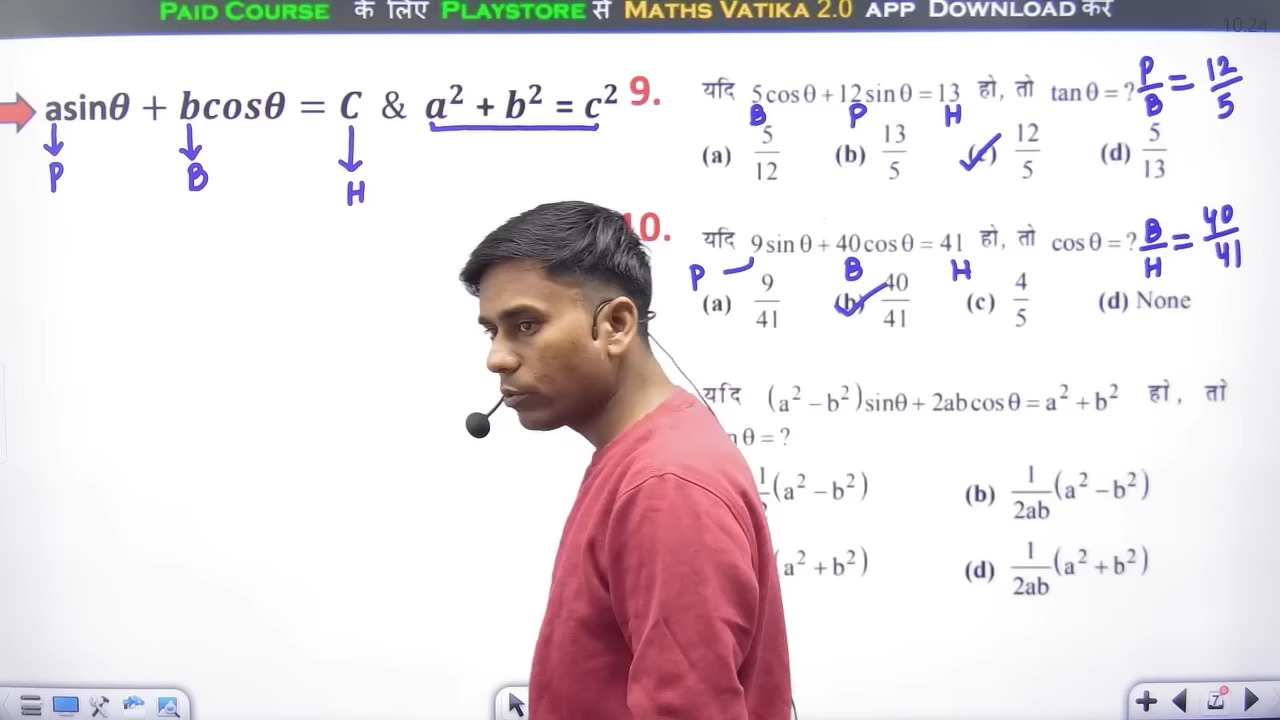 PAID COURSE के लिए PLAYSTORE से MATHS VATIKA 2.0 APP DOWNLOAD करें
10:24
asinθ + bcosθ = C & a² + b² = c²
P B H
9. यदि 5cosθ + 12sinθ = 13 हो, तो tanθ = ? P/B = 12/5
B P H
(a) 5/12 (b) 13/5 (c) 12/5 (d) 5/13
10. यदि 9sinθ + 40cosθ = 41 हो, तो cosθ = ? B/H = 40/41
P B H
(a) 9/41 (b) 40/41 (c) 4/5 (d) None
यदि (a² − b²)sinθ + 2abcosθ = a² + b² हो, तो
θ = ?
(a² − b²) (b) 1/2ab (a² − b²)
(a² + b²) (d) 1/2ab (a² + b²)